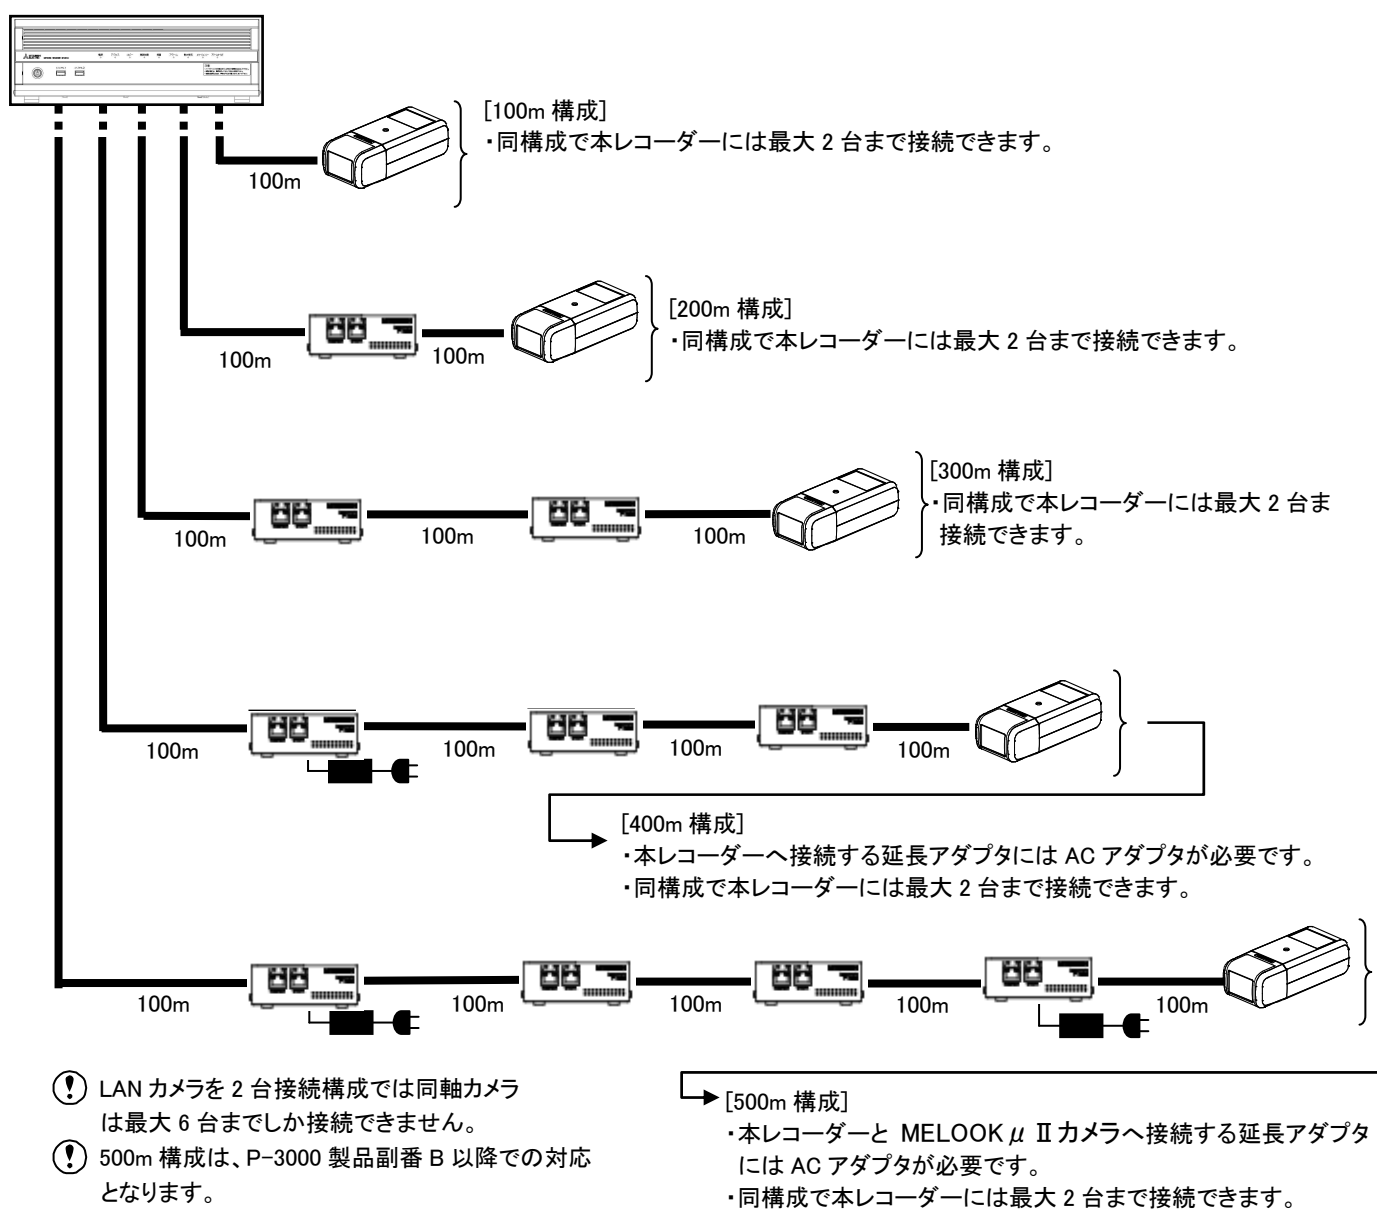 [100m 構成]
・同構成で本レコーダーには最大 2 台まで接続できます。
100m
[200m 構成]
・同構成で本レコーダーには最大 2 台まで接続できます。
100m
100m
[300m 構成]
・同構成で本レコーダーには最大 2 台ま
接続できます。
100m
100m
100m
100m
100m
100m
100m
[400m 構成]
・本レコーダーへ接続する延長アダプタには AC アダプタが必要です。
・同構成で本レコーダーには最大 2 台まで接続できます。
100m
100m
100m
100m
100m
LAN カメラを 2 台接続構成では同軸カメラ
は最大 6 台までしか接続できません。
500m 構成は、P-3000 製品副番 B 以降での対応
となります。
[500m 構成]
・本レコーダーと MELOOK μ Ⅱ カメラへ接続する延長アダプタ
には AC アダプタが必要です。
・同構成で本レコーダーには最大 2 台まで接続できます。